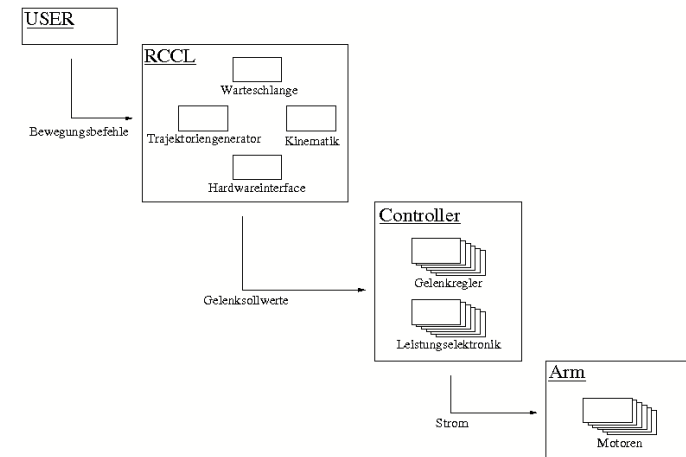 USER
RCCL
Warteschlange
Bewegungsbefehle
Trajektoriengenerator
Kinematik
Hardwareinterface
Controller
Gelenkregler
Gelenksollwerte
Leistungselektronik
Arm
Strom
Motoren